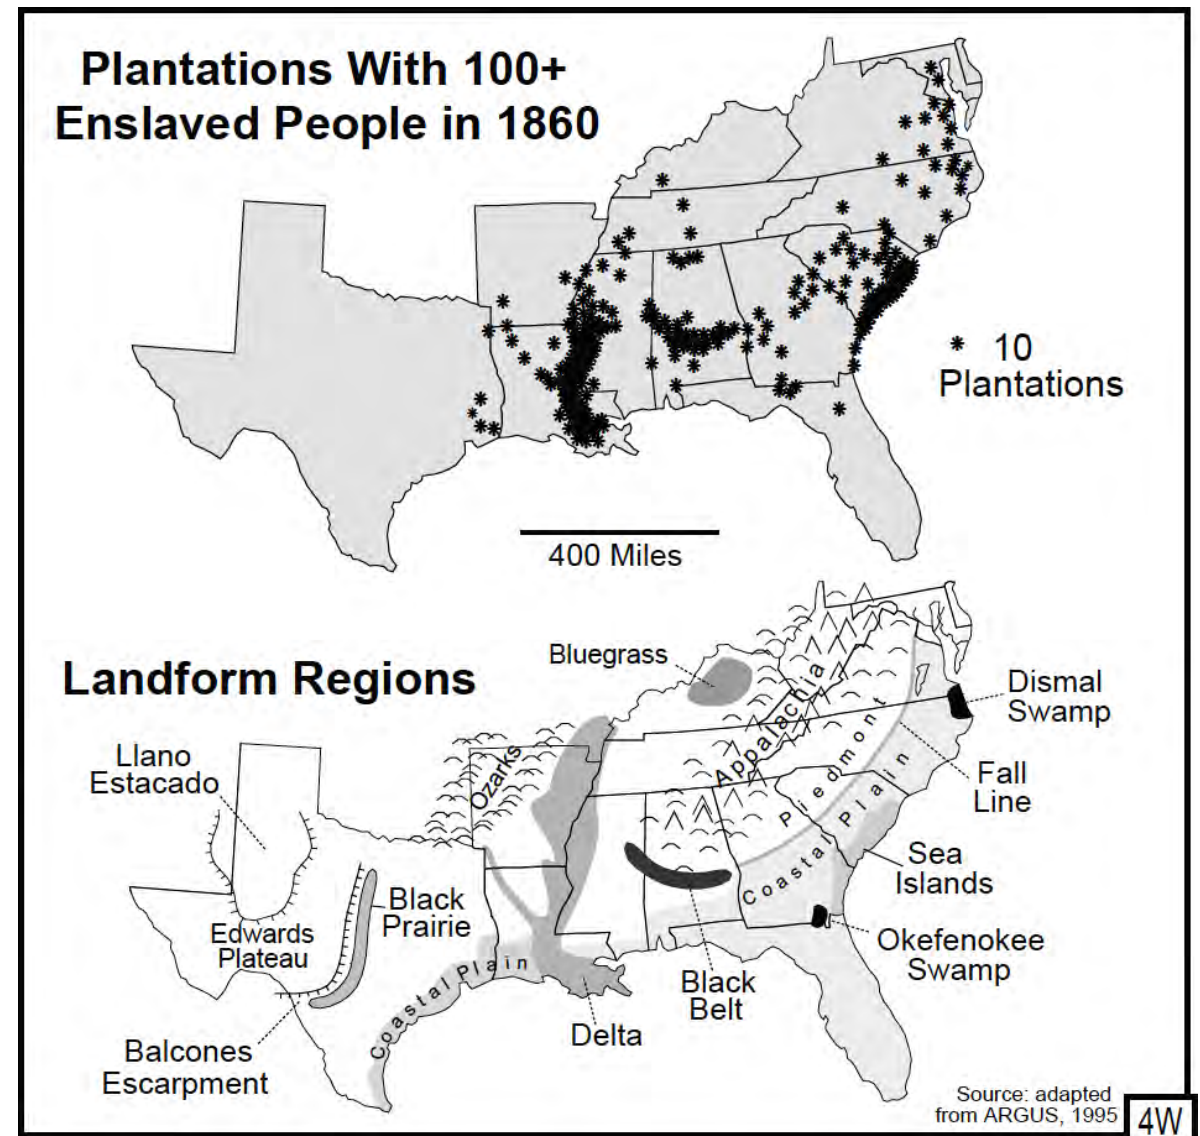 Plantations With 100+
Enslaved People in 1860
* 10
Plantations
400 Miles
Landform Regions
Bluegrass
Appalachia
Piedmont
Coastal Plain
Dismal
Swamp
Fall
Line
Sea
Islands
Okefenokee
Swamp
Ozarks
Llano
Estacado
Black
Prairie
Edwards
Plateau
Coastal Plain
Black
Belt
Delta
Balcones
Escarpment
Source: adapted
from ARGUS, 1995
4W